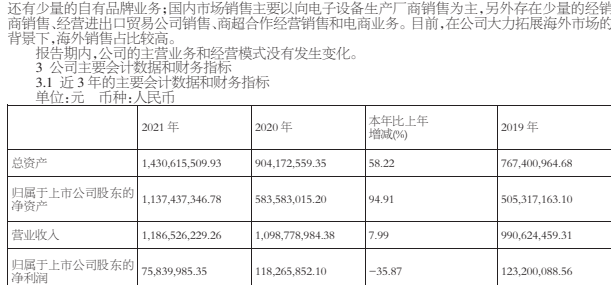 还有少量的自有品牌业务;国内市场销售主要以向电子设备生产厂商销售为主,另外存在少量的经销
商销售、经营进出口贸易公司销售、商超合作经营销售和电商业务。目前,在公司大力拓展海外市场的
背景下,海外销售占比较高。
报告期内,公司的主营业务和经营模式没有发生变化。
3 公司主要会计数据和财务指标
3.1 近 3 年的主要会计数据和财务指标
单位:元 币种:人民币
2021 年 2020 年 本年比上年
增减(%) 2019 年
总资产 1,430,615,509.93 904,172,559.35 58.22 767,400,964.68
归属于上市公司股东的
净资产 1,137,437,346.78 583,583,015.20 94.91 505,317,163.10
营业收入 1,186,526,229.26 1,098,778,984.38 7.99 990,624,459.31
归属于上市公司股东的
净利润 75,839,985.35 118,265,852.10 -35.87 123,200,088.56